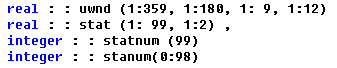 real : : uwnd (1:359, 1:180, 1: 9, 1:12)
real : : stat (1: 99, 1:2) ,
integer : : statnum (99)
integer : : stanum(0:98)